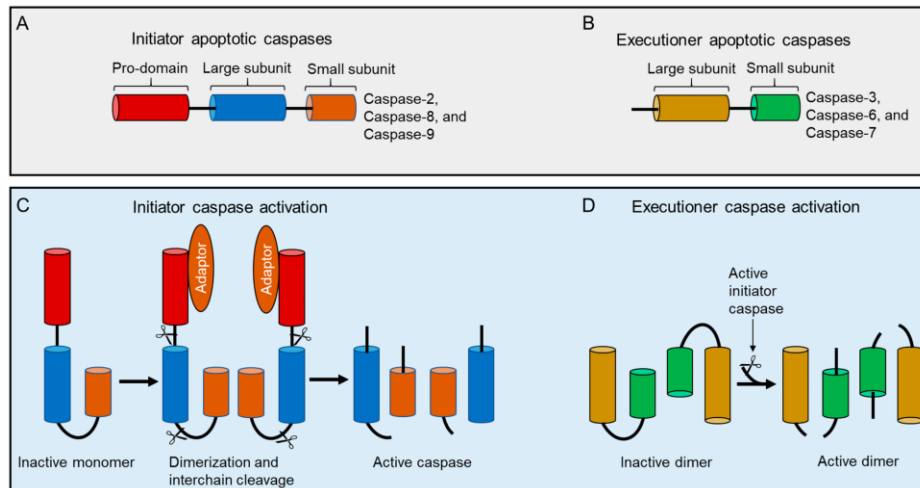 A
Initiator apoptotic caspases
Pro-domain
Large subunit
Small subunit
Caspase-2,
Caspase-8, and
Caspase-9
B
Executioner apoptotic caspases
Large subunit
Small subunit
Caspase-3,
Caspase-6, and
Caspase-7
C
Initiator caspase activation
Adaptor
Adaptor
Inactive monomer
Dimerization and
interchain cleavage
Active caspase
D
Executioner caspase activation
Active
initiator
caspase
Inactive dimer
Active dimer